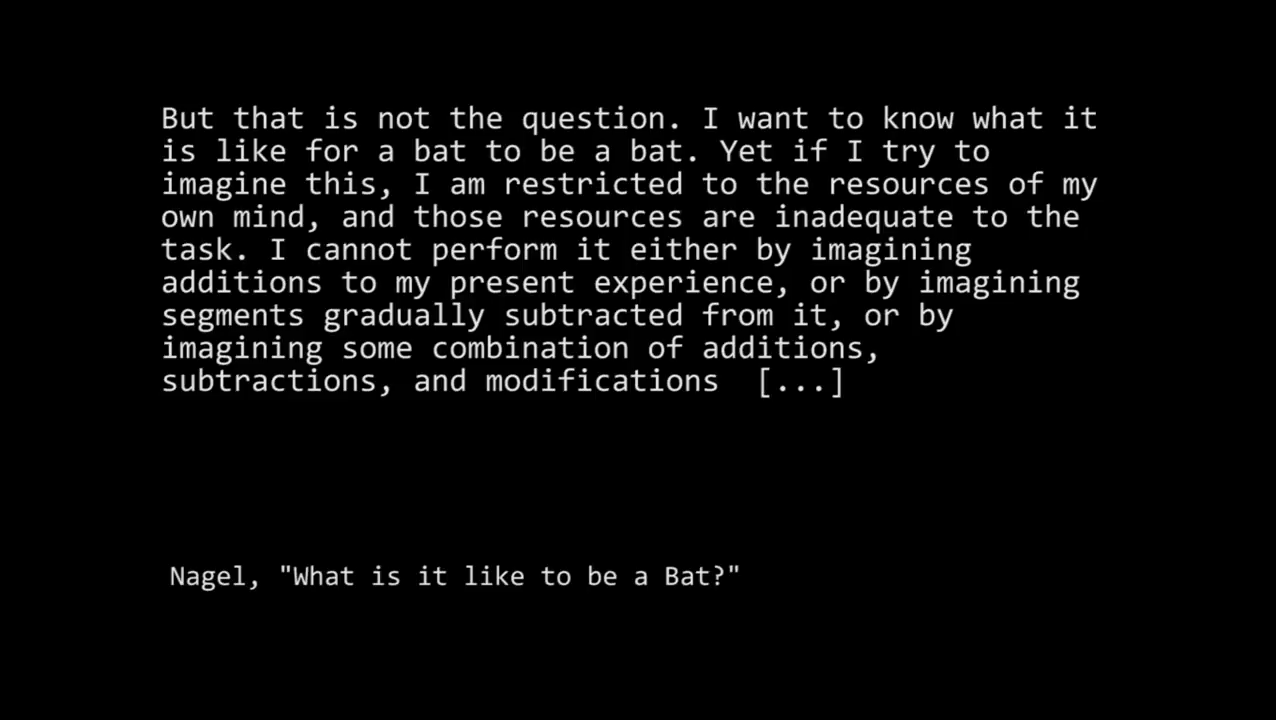 But that is not the question. I want to know what it
is like for a bat to be a bat. Yet if I try to
imagine this, I am restricted to the resources of my
own mind, and those resources are inadequate to the
task. I cannot perform it either by imagining
additions to my present experience, or by imagining
segments gradually subtracted from it, or by
imagining some combination of additions,
subtractions, and modifications [...]
Nagel, "What is it like to be a Bat?"